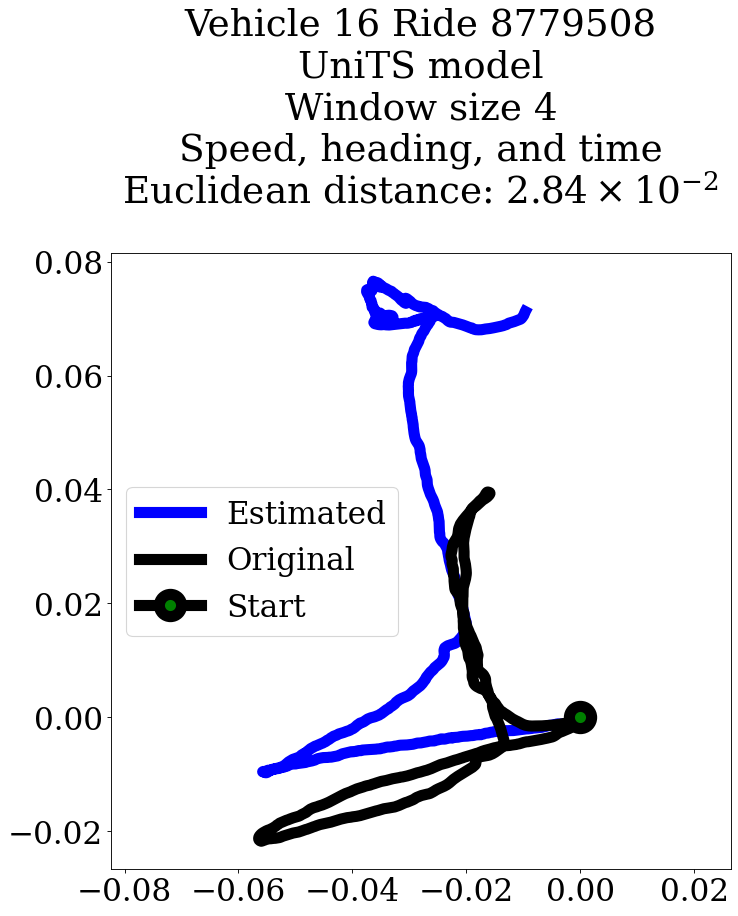 Vehicle 16 Ride 8779508
UniTS model
Window size 4
Speed, heading, and time
Euclidean distance: 2.84 × 10⁻²
0.08
0.06
0.04
0.02
0.00
−0.02
Estimated
Original
Start
−0.08 −0.06 −0.04 −0.02 0.00 0.02